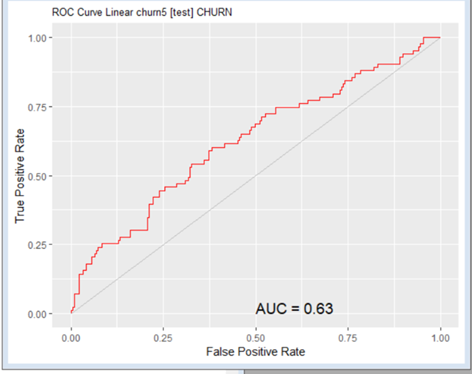 ROC Curve Linear churn5 [test] CHURN
True Positive Rate
1.00
0.75
0.50
0.25
0.00
AUC = 0.63
0.00 0.25 0.50 0.75 1.00
False Positive Rate